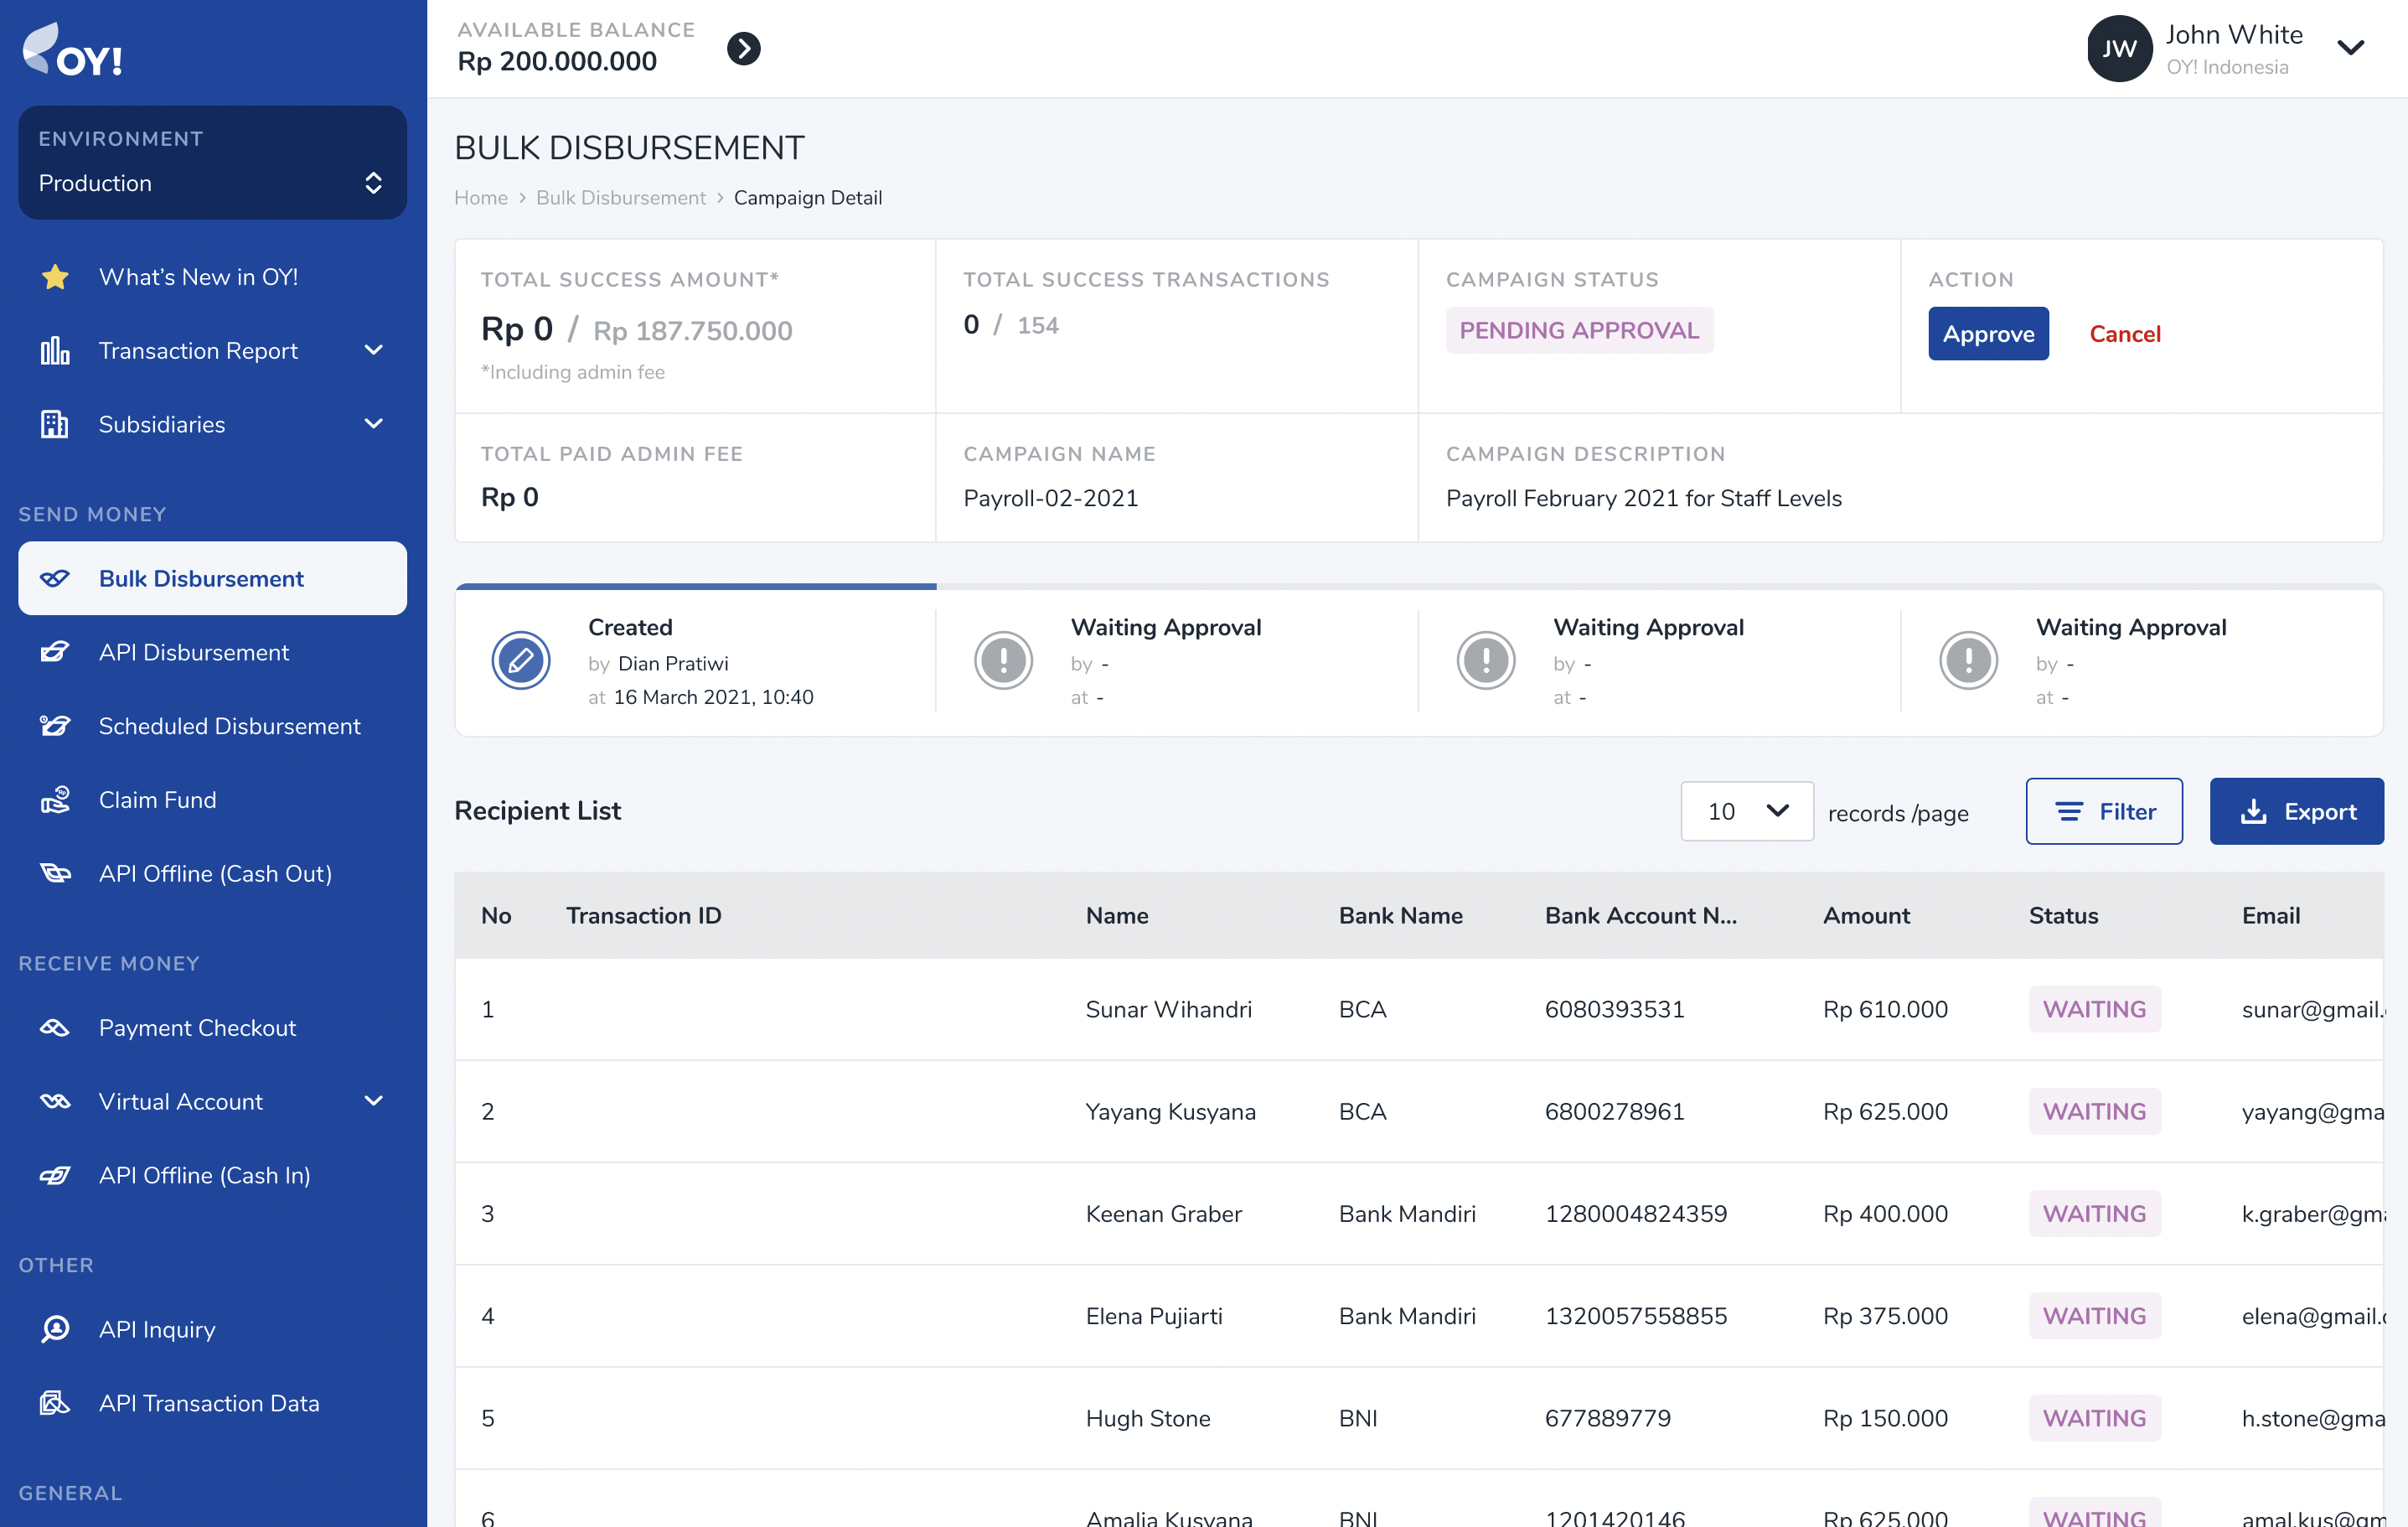 OY!
AVAILABLE BALANCE
Rp 200.000.000
JW
John White
OY! Indonesia
ENVIRONMENT
Production
What's New in OY!
Transaction Report
Subsidiaries
SEND MONEY
Bulk Disbursement
API Disbursement
Scheduled Disbursement
Claim Fund
API Offline (Cash Out)
RECEIVE MONEY
Payment Checkout
Virtual Account
API Offline (Cash In)
OTHER
API Inquiry
API Transaction Data
GENERAL
BULK DISBURSEMENT
Home > Bulk Disbursement > Campaign Detail
TOTAL SUCCESS AMOUNT*
Rp 0 / Rp 187.750.000
*Including admin fee
TOTAL SUCCESS TRANSACTIONS
0 / 154
CAMPAIGN STATUS
PENDING APPROVAL
ACTION
Approve Cancel
TOTAL PAID ADMIN FEE
Rp 0
CAMPAIGN NAME
Payroll-02-2021
CAMPAIGN DESCRIPTION
Payroll February 2021 for Staff Levels
Created
by Dian Pratiwi
at 16 March 2021, 10:40
Waiting Approval
by -
at -
Waiting Approval
by -
at -
Waiting Approval
by -
at -
Recipient List
10 records /page
Filter
Export
No Transaction ID Name Bank Name Bank Account N... Amount Status Email
1 Sunar Wihandri BCA 6080393531 Rp 610.000 WAITING sunar@gmail.
2 Yayang Kusyana BCA 6800278961 Rp 625.000 WAITING yayang@gma
3 Keenan Graber Bank Mandiri 1280004824359 Rp 400.000 WAITING k.graber@gma
4 Elena Pujiarti Bank Mandiri 1320057558855 Rp 375.000 WAITING elena@gmail.c
5 Hugh Stone BNI 677889779 Rp 150.000 WAITING h.stone@gma
6 Amalia Kusyana BNI 1201420146 Rp 625.000 WAITING amal.kus@gm